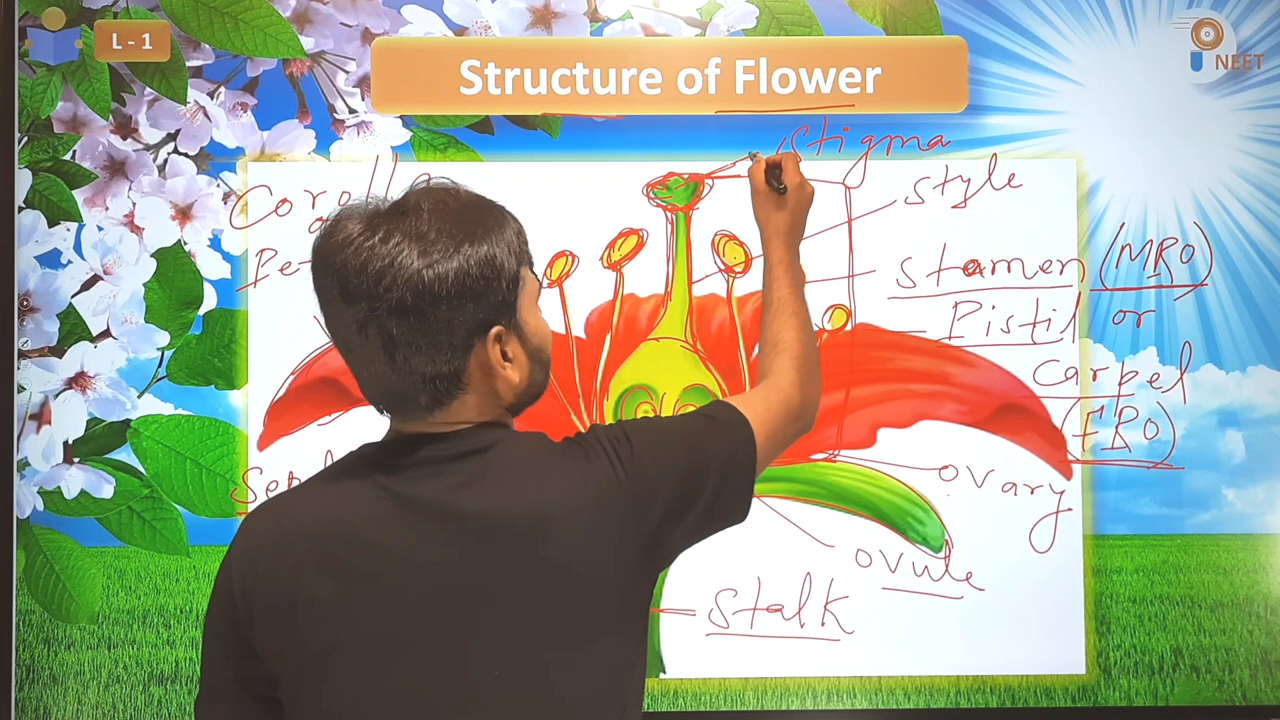 L - 1
Structure of Flower
NEET
Stigma
Style
Stamen (MRO)
Pistil or
Carpel
(FRO)
Ovary
Ovule
Stalk